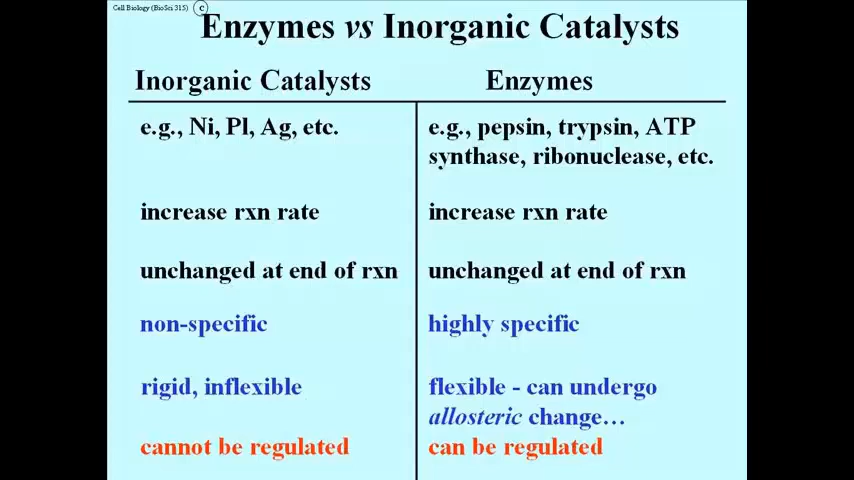 Cell Biology (BioSci 315) C
Enzymes vs Inorganic Catalysts
Inorganic Catalysts
Enzymes
e.g., Ni, Pl, Ag, etc.
e.g., pepsin, trypsin, ATP
synthase, ribonuclease, etc.
increase rxn rate
increase rxn rate
unchanged at end of rxn
unchanged at end of rxn
non-specific
highly specific
rigid, inflexible
flexible - can undergo
allosteric change…
cannot be regulated
can be regulated